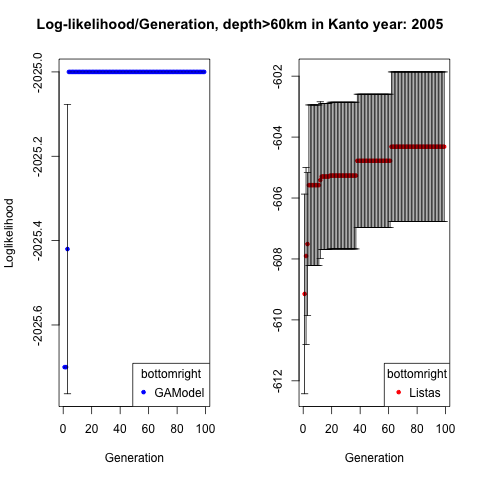 Log-likelihood/Generation, depth>60km in Kanto year: 2005
Loglikelihood
-2025.0
-2025.2
-2025.4
-2025.6
bottomright
GAModel
0 20 40 60 80 100
Generation
-602
-604
-606
-608
-610
-612
bottomright
Listas
0 20 40 60 80 100
Generation